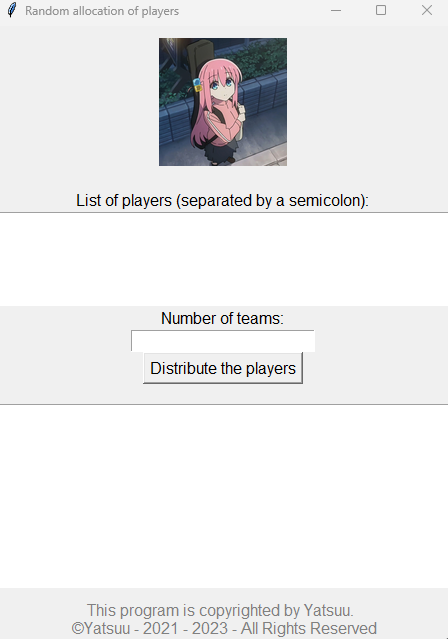 Random allocation of players
List of players (separated by a semicolon):
Number of teams:
Distribute the players
This program is copyrighted by Yatsuu.
©Yatsuu - 2021 - 2023 - All Rights Reserved